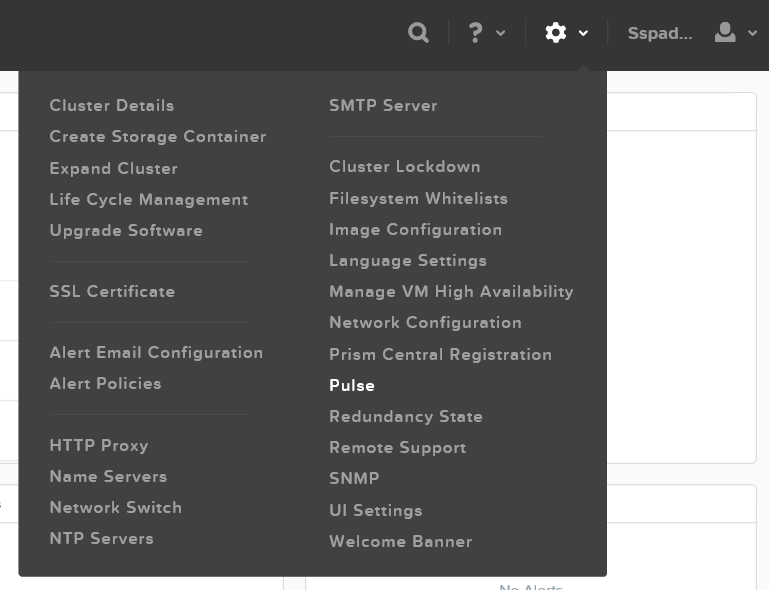 ?
Sspad...
Cluster Details
Create Storage Container
Expand Cluster
Life Cycle Management
Upgrade Software
SSL Certificate
Alert Email Configuration
Alert Policies
HTTP Proxy
Name Servers
Network Switch
NTP Servers
SMTP Server
Cluster Lockdown
Filesystem Whitelists
Image Configuration
Language Settings
Manage VM High Availability
Network Configuration
Prism Central Registration
Pulse
Redundancy State
Remote Support
SNMP
UI Settings
Welcome Banner
No Alerts